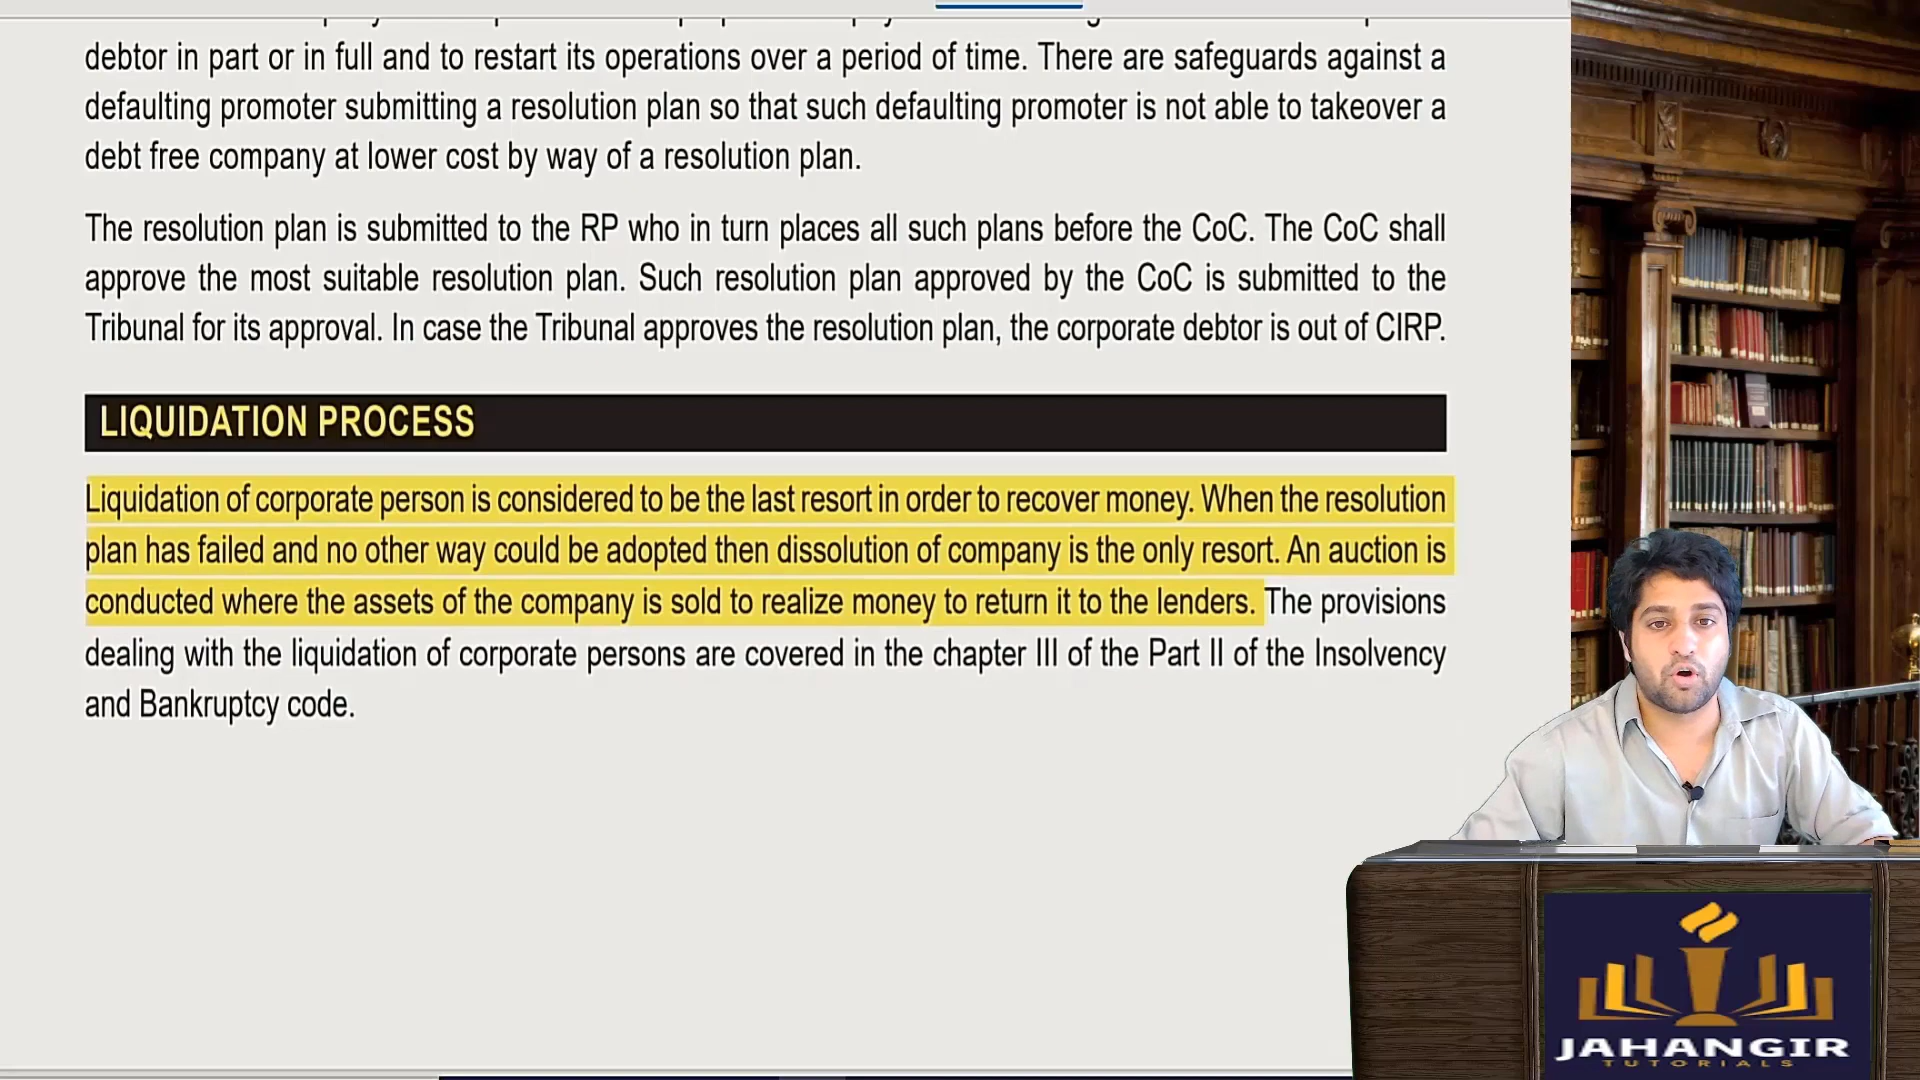 debtor in part or in full and to restart its operations over a period of time. There are safeguards against a
defaulting promoter submitting a resolution plan so that such defaulting promoter is not able to takeover a
debt free company at lower cost by way of a resolution plan.
The resolution plan is submitted to the RP who in turn places all such plans before the CoC. The CoC shall
approve the most suitable resolution plan. Such resolution plan approved by the CoC is submitted to the
Tribunal for its approval. In case the Tribunal approves the resolution plan, the corporate debtor is out of CIRP.
LIQUIDATION PROCESS
Liquidation of corporate person is considered to be the last resort in order to recover money. When the resolution
plan has failed and no other way could be adopted then dissolution of company is the only resort. An auction is
conducted where the assets of the company is sold to realize money to return it to the lenders. The provisions
dealing with the liquidation of corporate persons are covered in the chapter III of the Part II of the Insolvency
and Bankruptcy code.
JAHANGIR
TUTORIALS